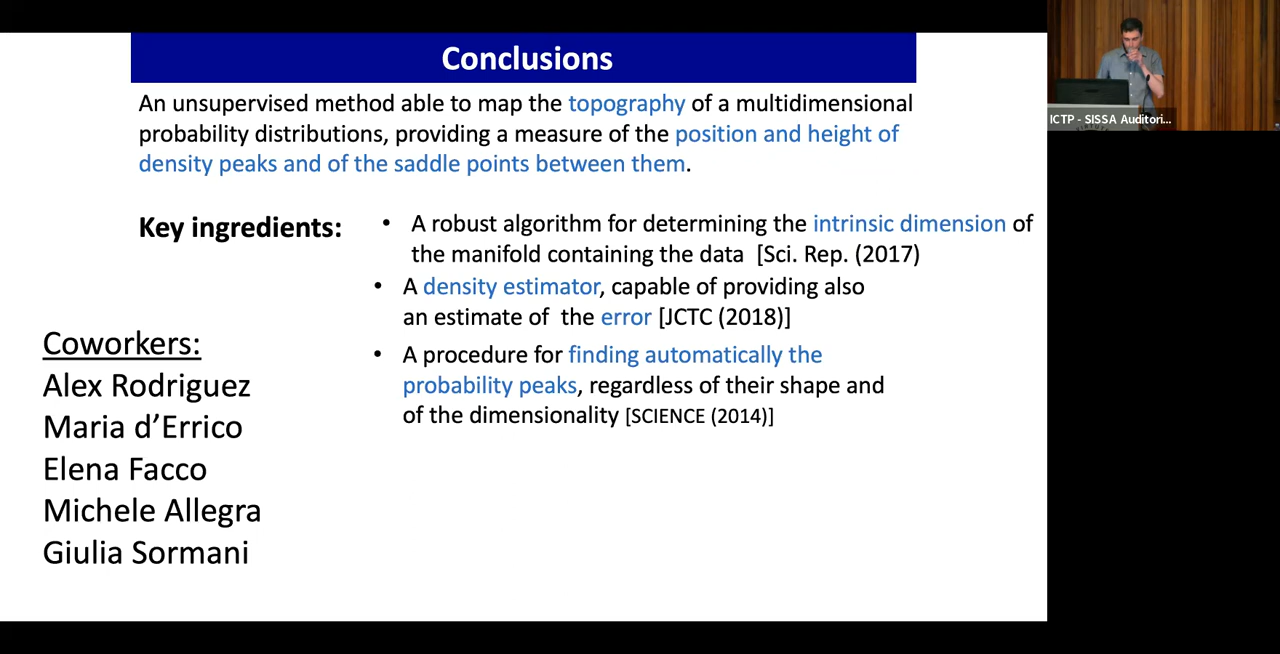 Conclusions
An unsupervised method able to map the topography of a multidimensional
probability distributions, providing a measure of the position and height of
density peaks and of the saddle points between them.
Key ingredients:
• A robust algorithm for determining the intrinsic dimension of
the manifold containing the data [Sci. Rep. (2017)
• A density estimator, capable of providing also
an estimate of the error [JCTC (2018)]
• A procedure for finding automatically the
probability peaks, regardless of their shape and
of the dimensionality [SCIENCE (2014)]
Coworkers:
Alex Rodriguez
Maria d’Errico
Elena Facco
Michele Allegra
Giulia Sormani
ICTP - SISSA Auditori...